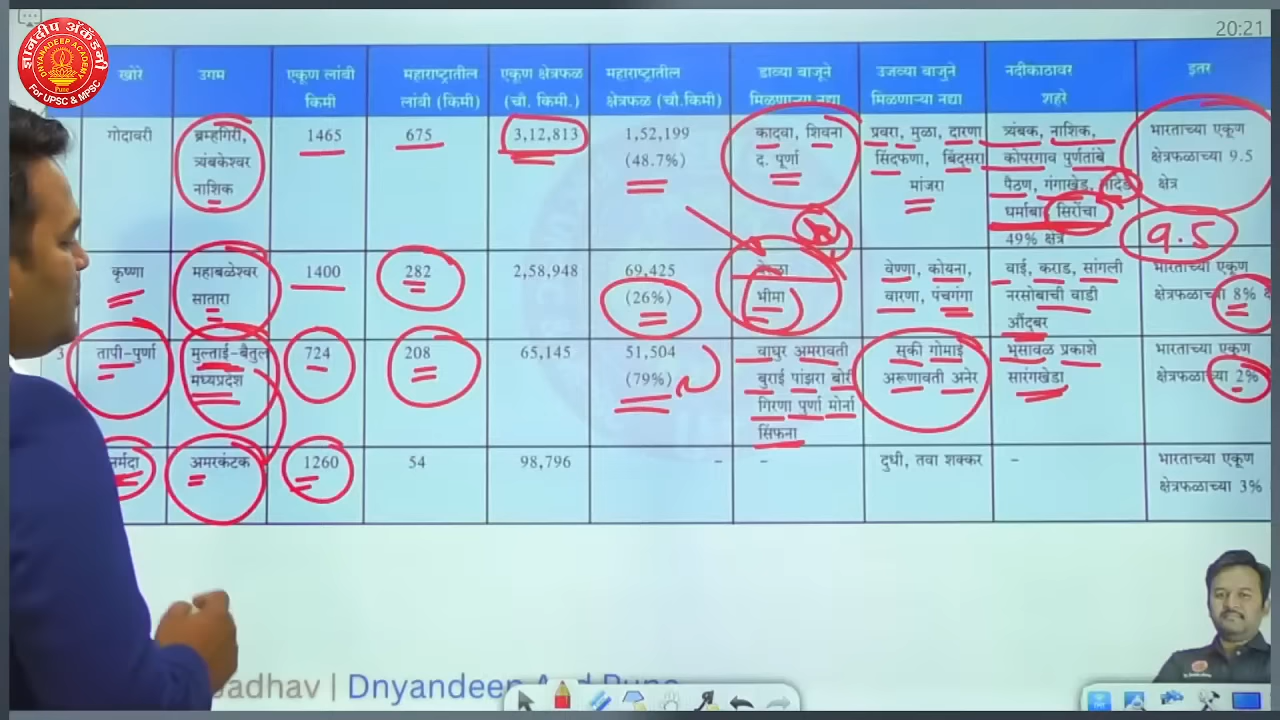 20:21
ज्ञानदीप अकॅडमी
DNYANADEEP ACADEMY
Pune
For UPSC & MPSC
खोरे उगम एकूण लांबी महाराष्ट्रातील एकूण क्षेत्रफळ महाराष्ट्रातील डाव्या बाजूने उजव्या बाजुने नदीकाठावर इतर
किमी लांबी (किमी) (चौ. किमी.) क्षेत्रफळ (चौ.किमी) मिळणाऱ्या नद्या मिळणाऱ्या नद्या शहरे
गोदावरी ब्रम्हगिरी, 1465 675 3,12,813 1,52,199 कादवा, शिवना प्रवरा, मुळा, दारणा त्र्यंबक, नाशिक, भारताच्या एकूण
त्र्यंबकेश्वर (48.7%) द. पूर्णा सिंदफणा, बिंदुसरा कोपरगाव पुर्णतांबे क्षेत्रफळाच्या 9.5
नाशिक मांजरा पैठण, गंगाखेड, नांदेड क्षेत्र
धर्माबा सिरोंचा
49% क्षेत्र 9.5
कृष्णा महाबळेश्वर 1400 282 2,58,948 69,425 वेण्णा, कोयना, वाई, कराड, सांगली भारताच्या एकूण
सातारा (26%) भीमा वारणा, पंचगंगा नरसोबाची वाडी क्षेत्रफळाच्या 8%
औंदुबर
3 तापी-पुर्णा मुल्ताई-बैतुल 724 208 65,145 51,504 वाघुर अमरावती सुकी गोमाई भुसावळ प्रकाशे भारताच्या एकूण
मध्यप्रदेश (79%) बुराई पांझरा बोरी अरूणावती अनेर सारंगखेडा क्षेत्रफळाच्या 2%
गिरणा पुर्णा मोर्ना
सिंफना
नर्मदा अमरकंटक 1260 54 98,796 – – दुधी, तवा शक्कर – भारताच्या एकूण
क्षेत्रफळाच्या 3%
adhav | Dnyandeep